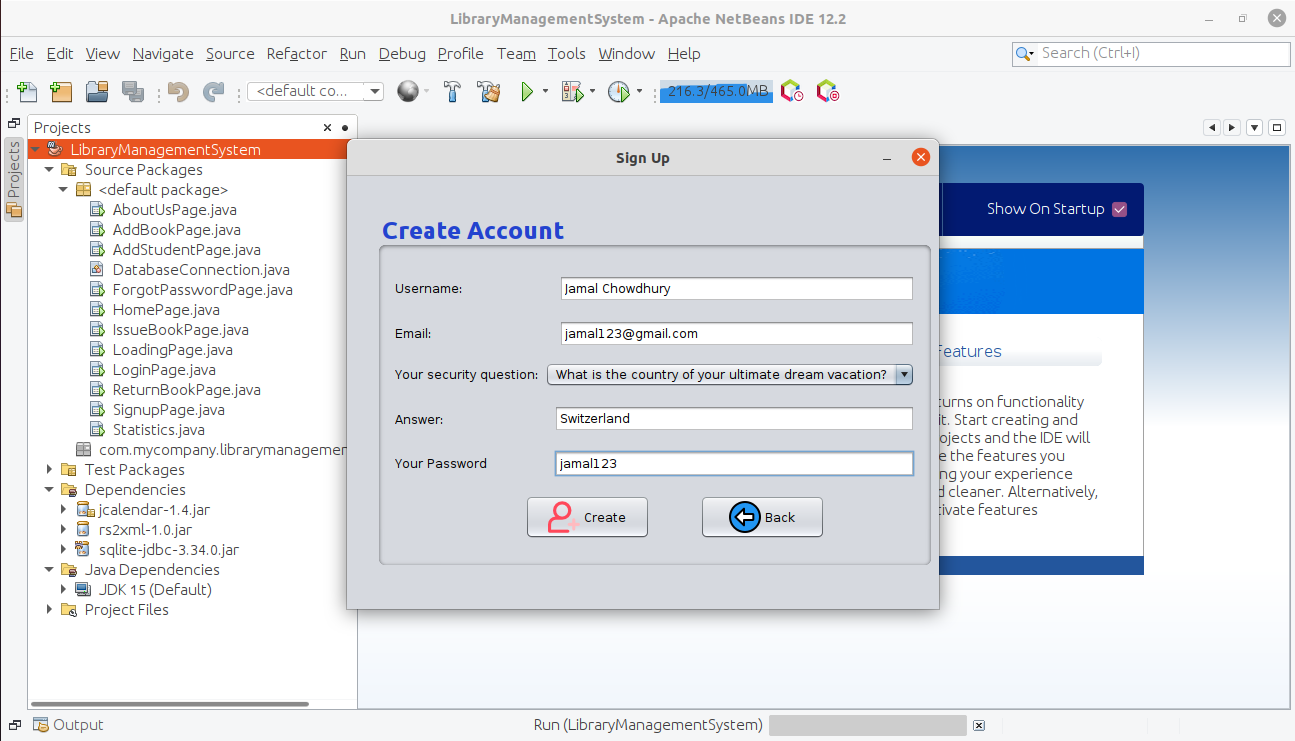 LibraryManagementSystem - Apache NetBeans IDE 12.2
File Edit View Navigate Source Refactor Run Debug Profile Team Tools Window Help
Search (Ctrl+I)
<default co...
216.3/465.0MB
Projects
Projects
LibraryManagementSystem
Source Packages
<default package>
AboutUsPage.java
AddBookPage.java
AddStudentPage.java
DatabaseConnection.java
ForgotPasswordPage.java
HomePage.java
IssueBookPage.java
LoadingPage.java
LoginPage.java
ReturnBookPage.java
SignupPage.java
Statistics.java
com.mycompany.librarymanagemen
Test Packages
Dependencies
jcalendar-1.4.jar
rs2xml-1.0.jar
sqlite-jdbc-3.34.0.jar
Java Dependencies
JDK 15 (Default)
Project Files
Sign Up
Create Account
Username: Jamal Chowdhury
Email: jamal123@gmail.com
Your security question: What is the country of your ultimate dream vacation?
Answer: Switzerland
Your Password jamal123
Create Back
Show On Startup
Features
urns on functionality
it. Start creating and
ojects and the IDE will
e the features you
ng your experience
d cleaner. Alternatively,
tivate features
Output
Run (LibraryManagementSystem)